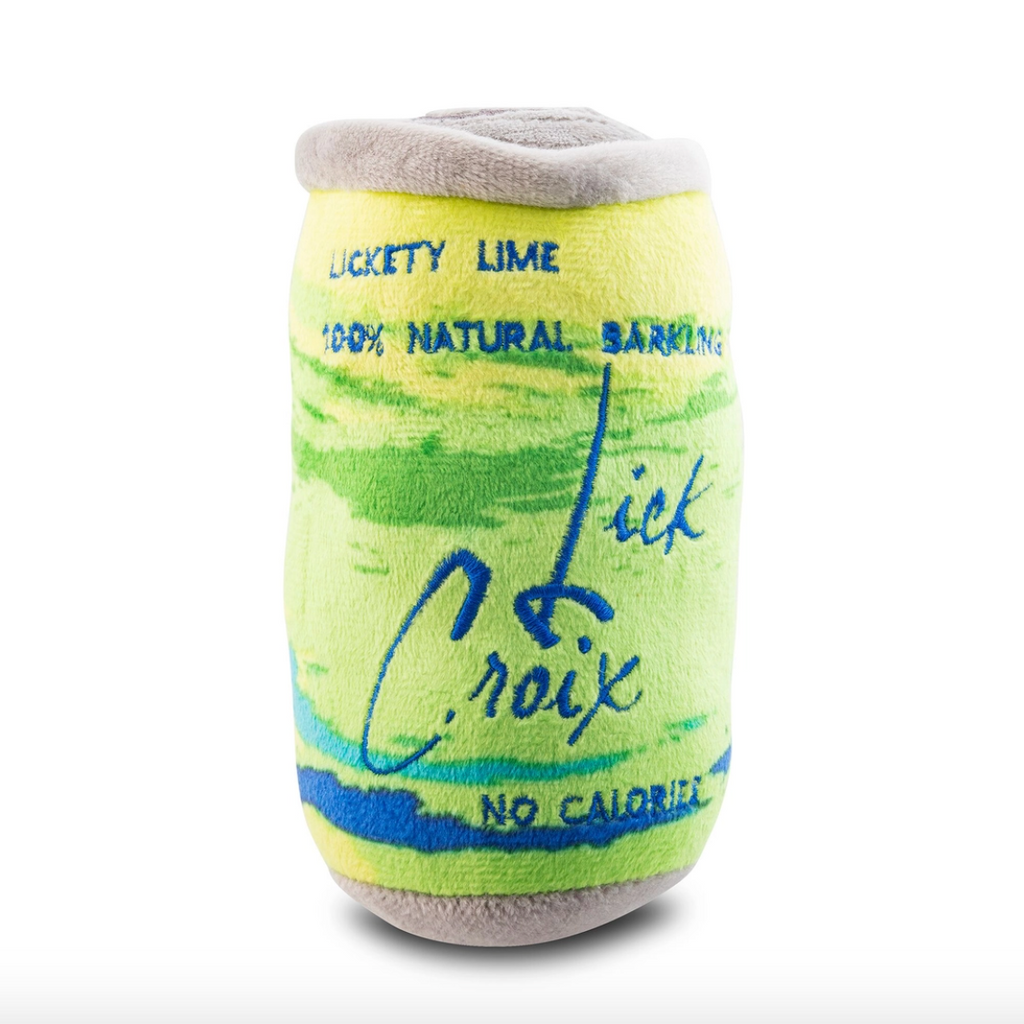 LICKETY LIME
100% NATURAL BARKLING
Lick
Croix
NO CALORIES